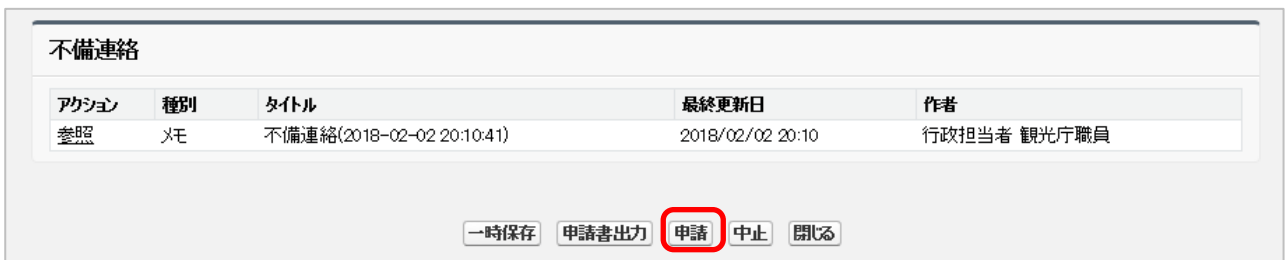 不備連絡
アクション 種別 タイトル 最終更新日 作者
参照 メモ 不備連絡(2018-02-02 20:10:41) 2018/02/02 20:10 行政担当者 観光庁職員
一時保存 申請書出力 申請 中止 閉じる